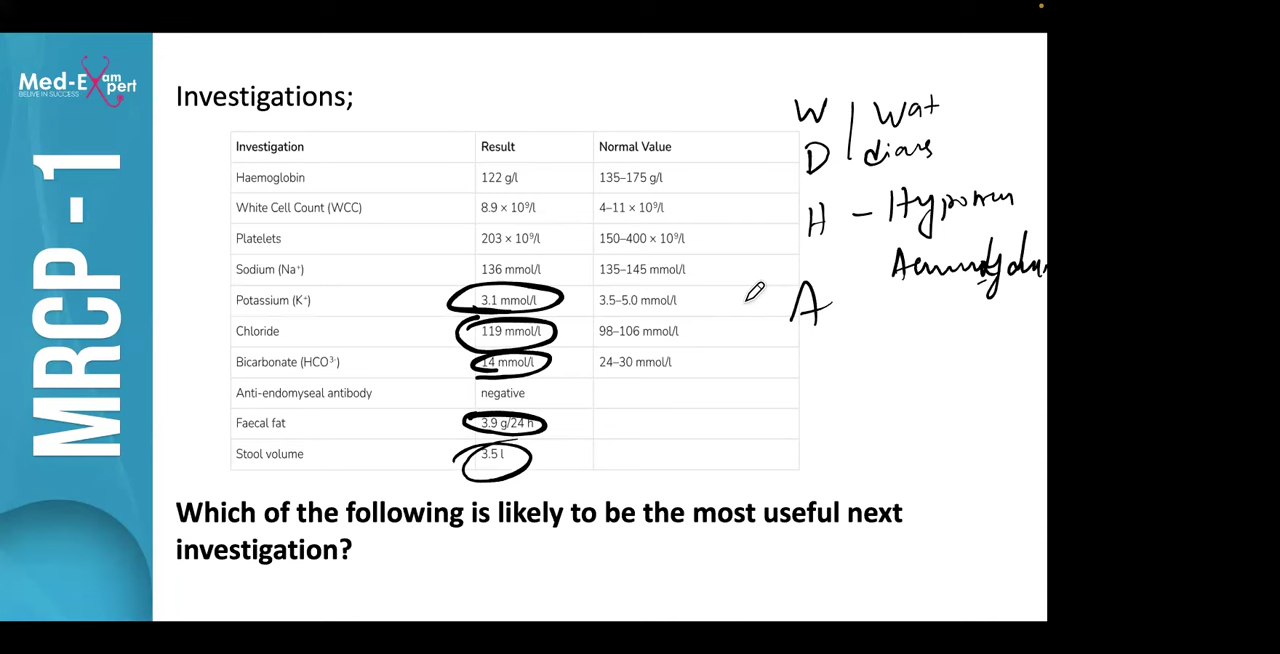 Med-Exam
Expert
BELIVE IN SUCCESS
MRCP - 1
Investigations;
Investigation Result Normal Value
Haemoglobin 122 g/l 135–175 g/l
White Cell Count (WCC) 8.9 × 10⁹/l 4–11 × 10⁹/l
Platelets 203 × 10⁹/l 150–400 × 10⁹/l
Sodium (Na⁺) 136 mmol/l 135–145 mmol/l
Potassium (K⁺) 3.1 mmol/l 3.5–5.0 mmol/l
Chloride 119 mmol/l 98–106 mmol/l
Bicarbonate (HCO³⁻) 14 mmol/l 24–30 mmol/l
Anti-endomyseal antibody negative
Faecal fat 3.9 g/24 h
Stool volume 3.5 l
W Wat
D diars
H –
A
Which of the following is likely to be the most useful next
investigation?